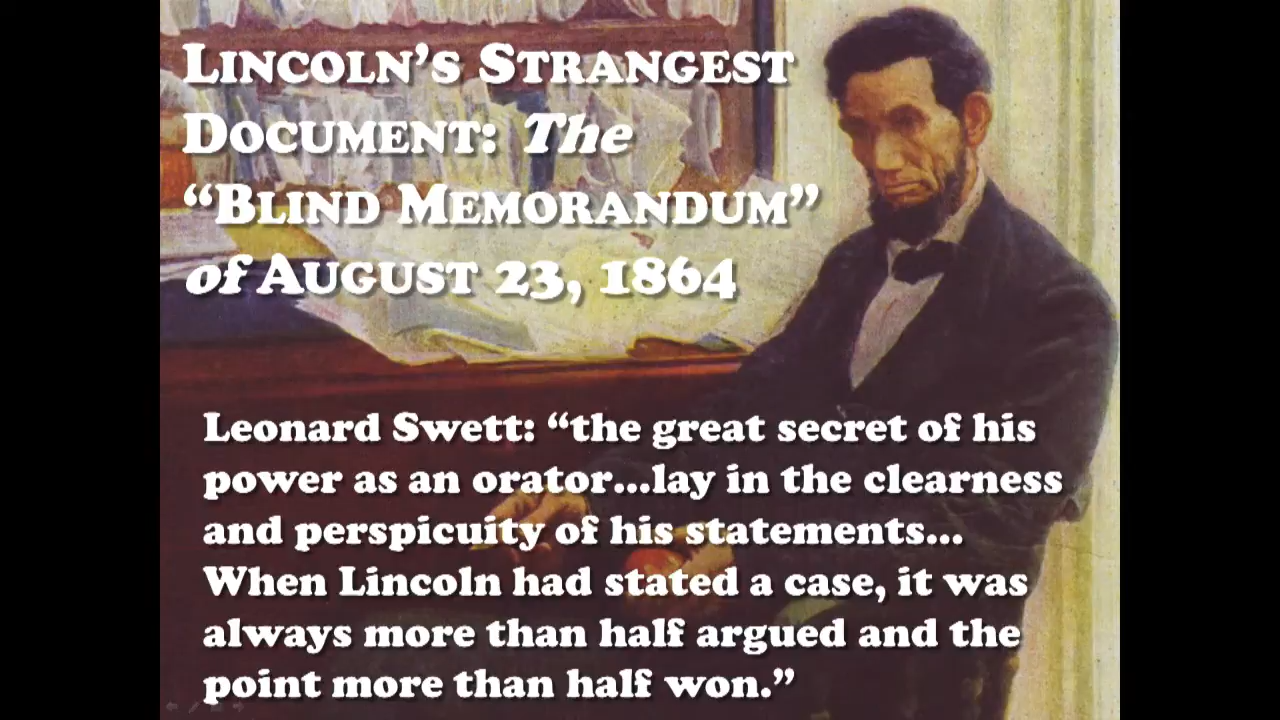 LINCOLN'S STRANGEST
DOCUMENT: The
“BLIND MEMORANDUM”
of AUGUST 23, 1864
Leonard Swett: “the great secret of his
power as an orator...lay in the clearness
and perspicuity of his statements...
When Lincoln had stated a case, it was
always more than half argued and the
point more than half won.”